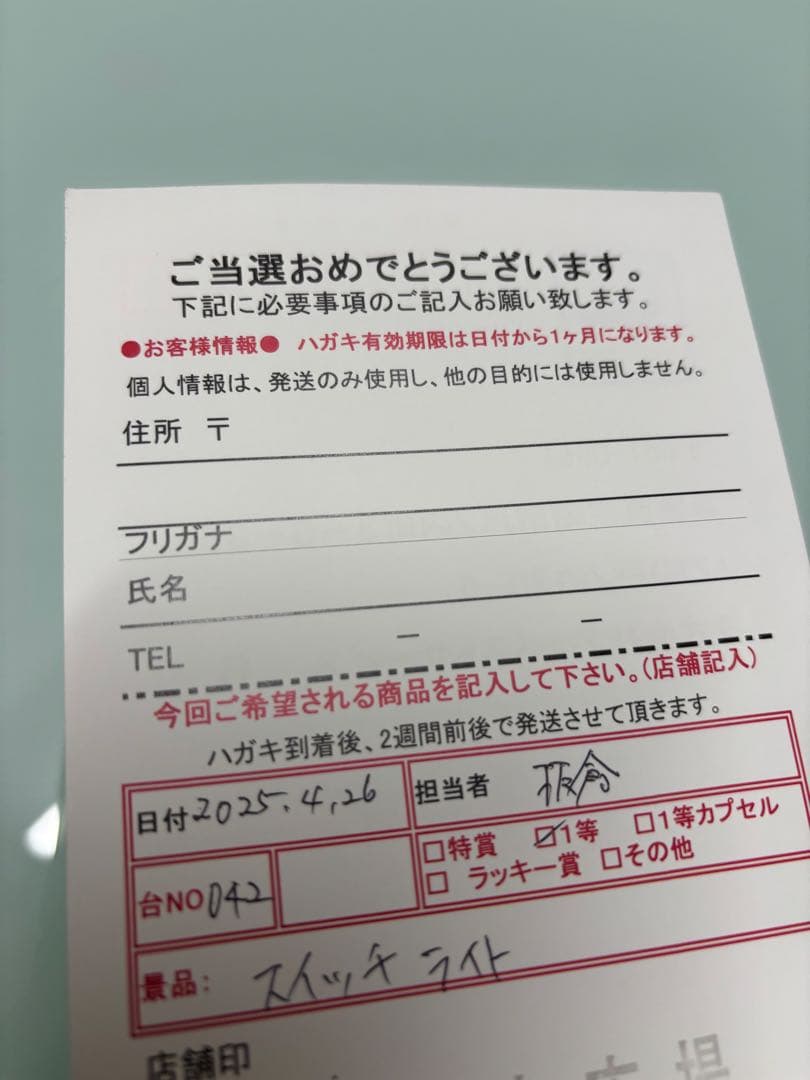 ご当選おめでとうございます。
下記に必要事項のご記入お願い致します。
●お客様情報● ハガキ有効期限は日付から1ヶ月になります。
個人情報は、発送のみ使用し、他の目的には使用しません。
住所 〒
フリガナ
氏名
TEL － －
今回ご希望される商品を記入して下さい。(店舗記入)
ハガキ到着後、2週間前後で発送させて頂きます。
日付 2025.4.26 担当者 板倉
台NO 042 □特賞 ☑1等 □1等カプセル
□ ラッキー賞 □その他
景品： スイッチ ライト
店舗印
広場